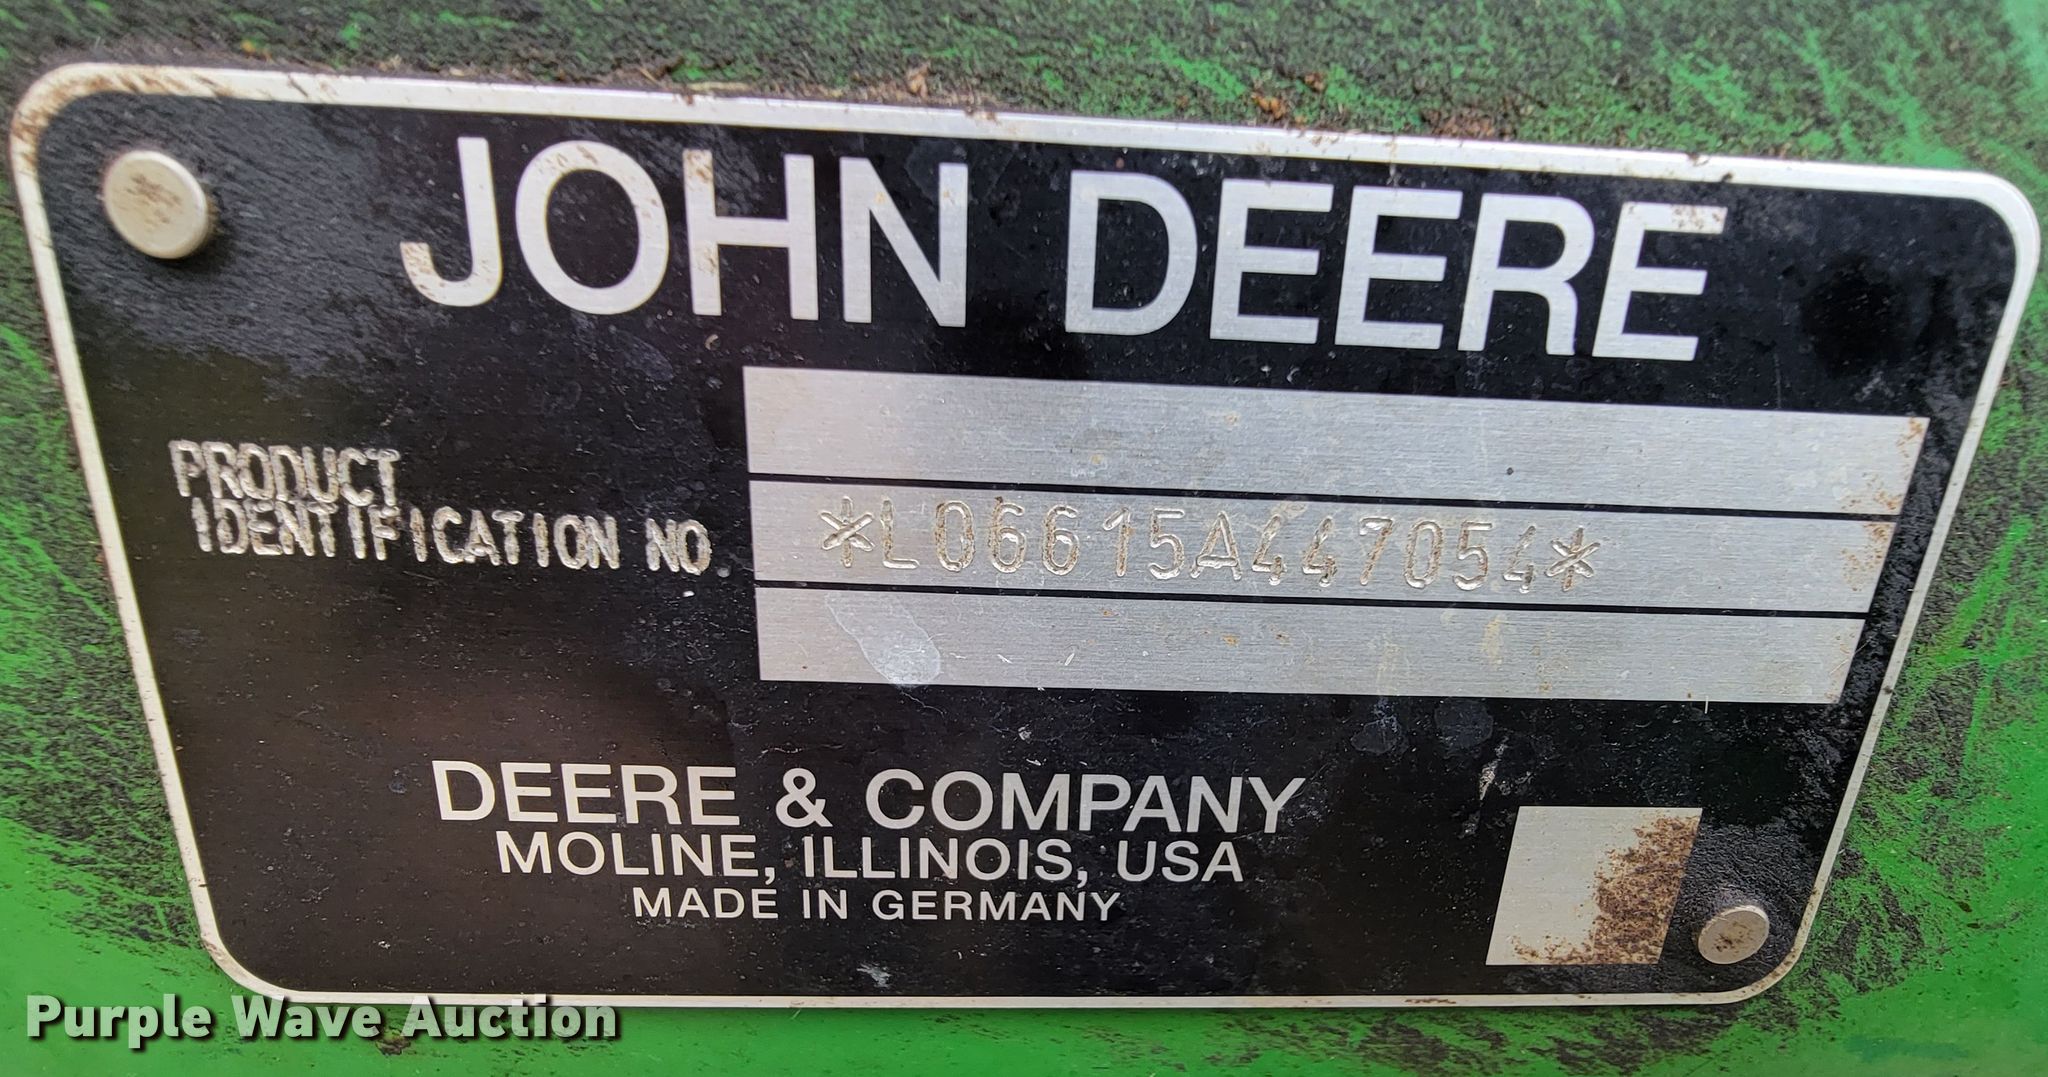 JOHN DEERE
PRODUCT
IDENTIFICATION NO
*L06615A447054*
DEERE & COMPANY
MOLINE, ILLINOIS, USA
MADE IN GERMANY
Purple Wave Auction